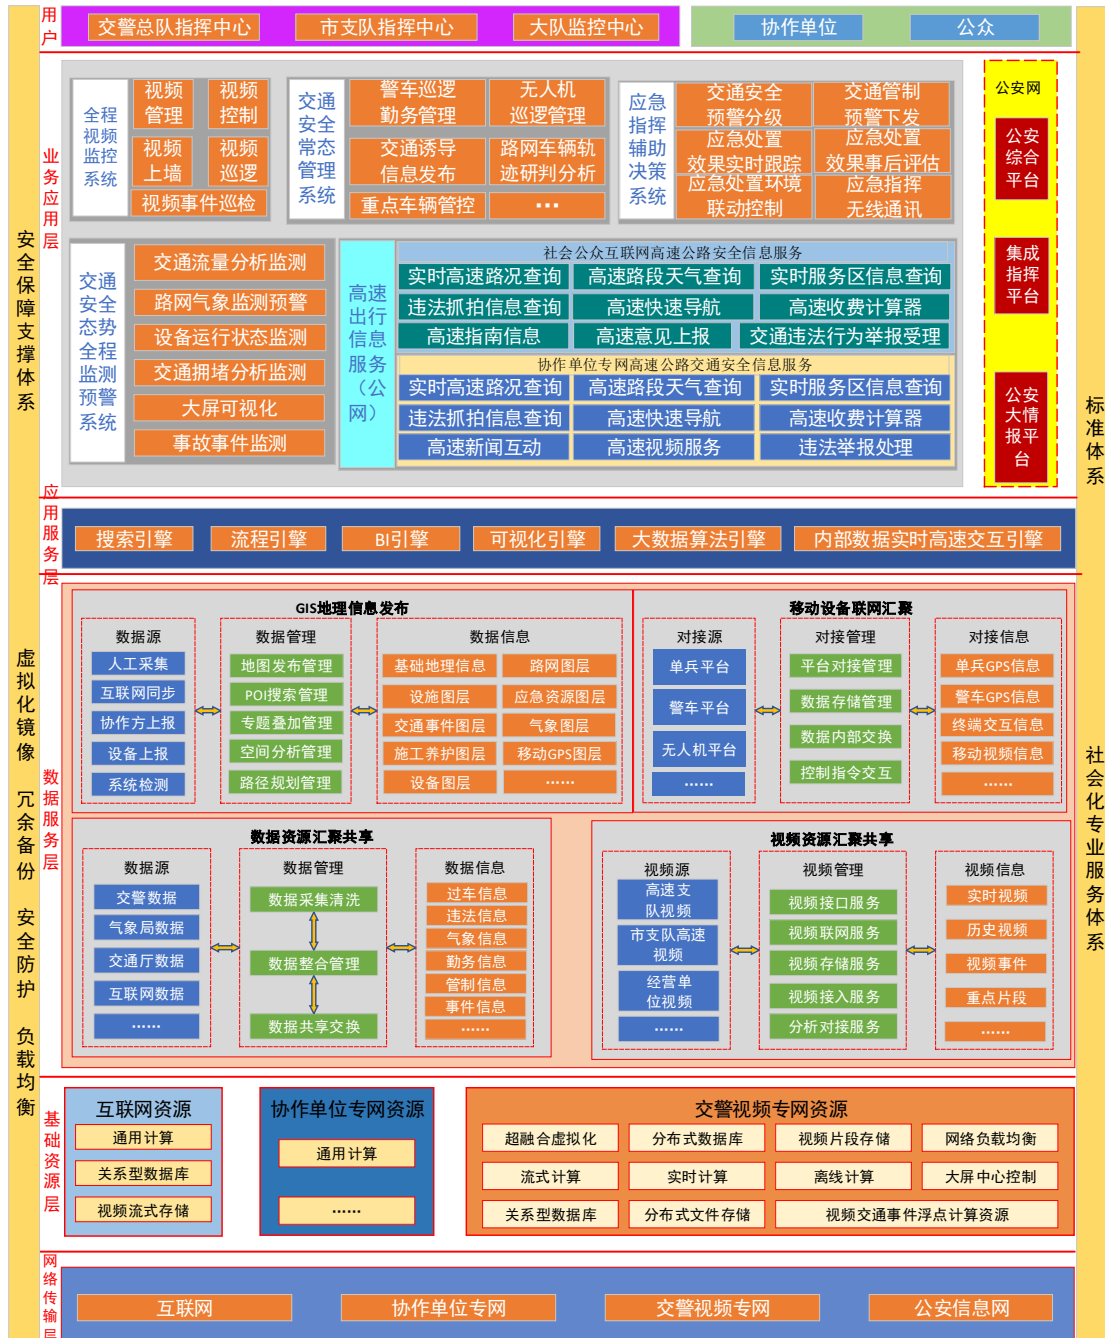 用户
交警总队指挥中心
市支队指挥中心
大队监控中心
协作单位
公众
安全保障支撑体系
虚拟化镜像 冗余备份 安全防护 负载均衡
业务应用层
全程
视频
监控
系统
视频
管理
视频
控制
视频
上墙
视频
巡逻
视频事件巡检
交通
安全
常态
管理
系统
警车巡逻
勤务管理
无人机
巡逻管理
交通诱导
信息发布
路网车辆轨
迹研判分析
重点车辆管控
...
应急
指挥
辅助
决策
系统
交通安全
预警分级
交通管制
预警下发
应急处置
效果实时跟踪
应急处置
效果事后评估
应急处置环境
联动控制
应急指挥
无线通讯
公安网
公安
综合
平台
集成
指挥
平台
公安
大情
报平
台
交通
安全
态势
全程
监测
预警
系统
交通流量分析监测
路网气象监测预警
设备运行状态监测
交通拥堵分析监测
大屏可视化
事故事件监测
高速
出行
信息
服务
（公
网）
社会公众互联网高速公路安全信息服务
实时高速路况查询
高速路段天气查询
实时服务区信息查询
违法抓拍信息查询
高速快速导航
高速收费计算器
高速指南信息
高速意见上报
交通违法行为举报受理
协作单位专网高速公路交通安全信息服务
实时高速路况查询
高速路段天气查询
实时服务区信息查询
违法抓拍信息查询
高速快速导航
高速收费计算器
高速新闻互动
高速视频服务
违法举报处理
标准体系
社会化专业服务体系
应用服务层
搜索引擎
流程引擎
BI引擎
可视化引擎
大数据算法引擎
内部数据实时高速交互引擎
数据服务层
GIS地理信息发布
数据源
人工采集
互联网同步
协作方上报
设备上报
系统检测
数据管理
地图发布管理
POI搜索管理
专题叠加管理
空间分析管理
路径规划管理
数据信息
基础地理信息
路网图层
设施图层
应急资源图层
交通事件图层
气象图层
施工养护图层
移动GPS图层
设备图层
......
移动设备联网汇聚
对接源
单兵平台
警车平台
无人机平台
......
对接管理
平台对接管理
数据存储管理
数据内部交换
控制指令交互
对接信息
单兵GPS信息
警车GPS信息
终端交互信息
移动视频信息
......
数据资源汇聚共享
数据源
交警数据
气象局数据
交通厅数据
互联网数据
......
数据管理
数据采集清洗
数据整合管理
数据共享交换
数据信息
过车信息
违法信息
气象信息
勤务信息
管制信息
事件信息
......
视频资源汇聚共享
视频源
高速支
队视频
市支队高速
视频
经营单
位视频
......
视频管理
视频接口服务
视频联网服务
视频存储服务
视频接入服务
分析对接服务
视频信息
实时视频
历史视频
视频事件
重点片段
......
基础资源层
互联网资源
通用计算
关系型数据库
视频流式存储
协作单位专网资源
通用计算
......
交警视频专网资源
超融合虚拟化
分布式数据库
视频片段存储
网络负载均衡
流式计算
实时计算
离线计算
大屏中心控制
关系型数据库
分布式文件存储
视频交通事件浮点计算资源
网络传输层
互联网
协作单位专网
交警视频专网
公安信息网